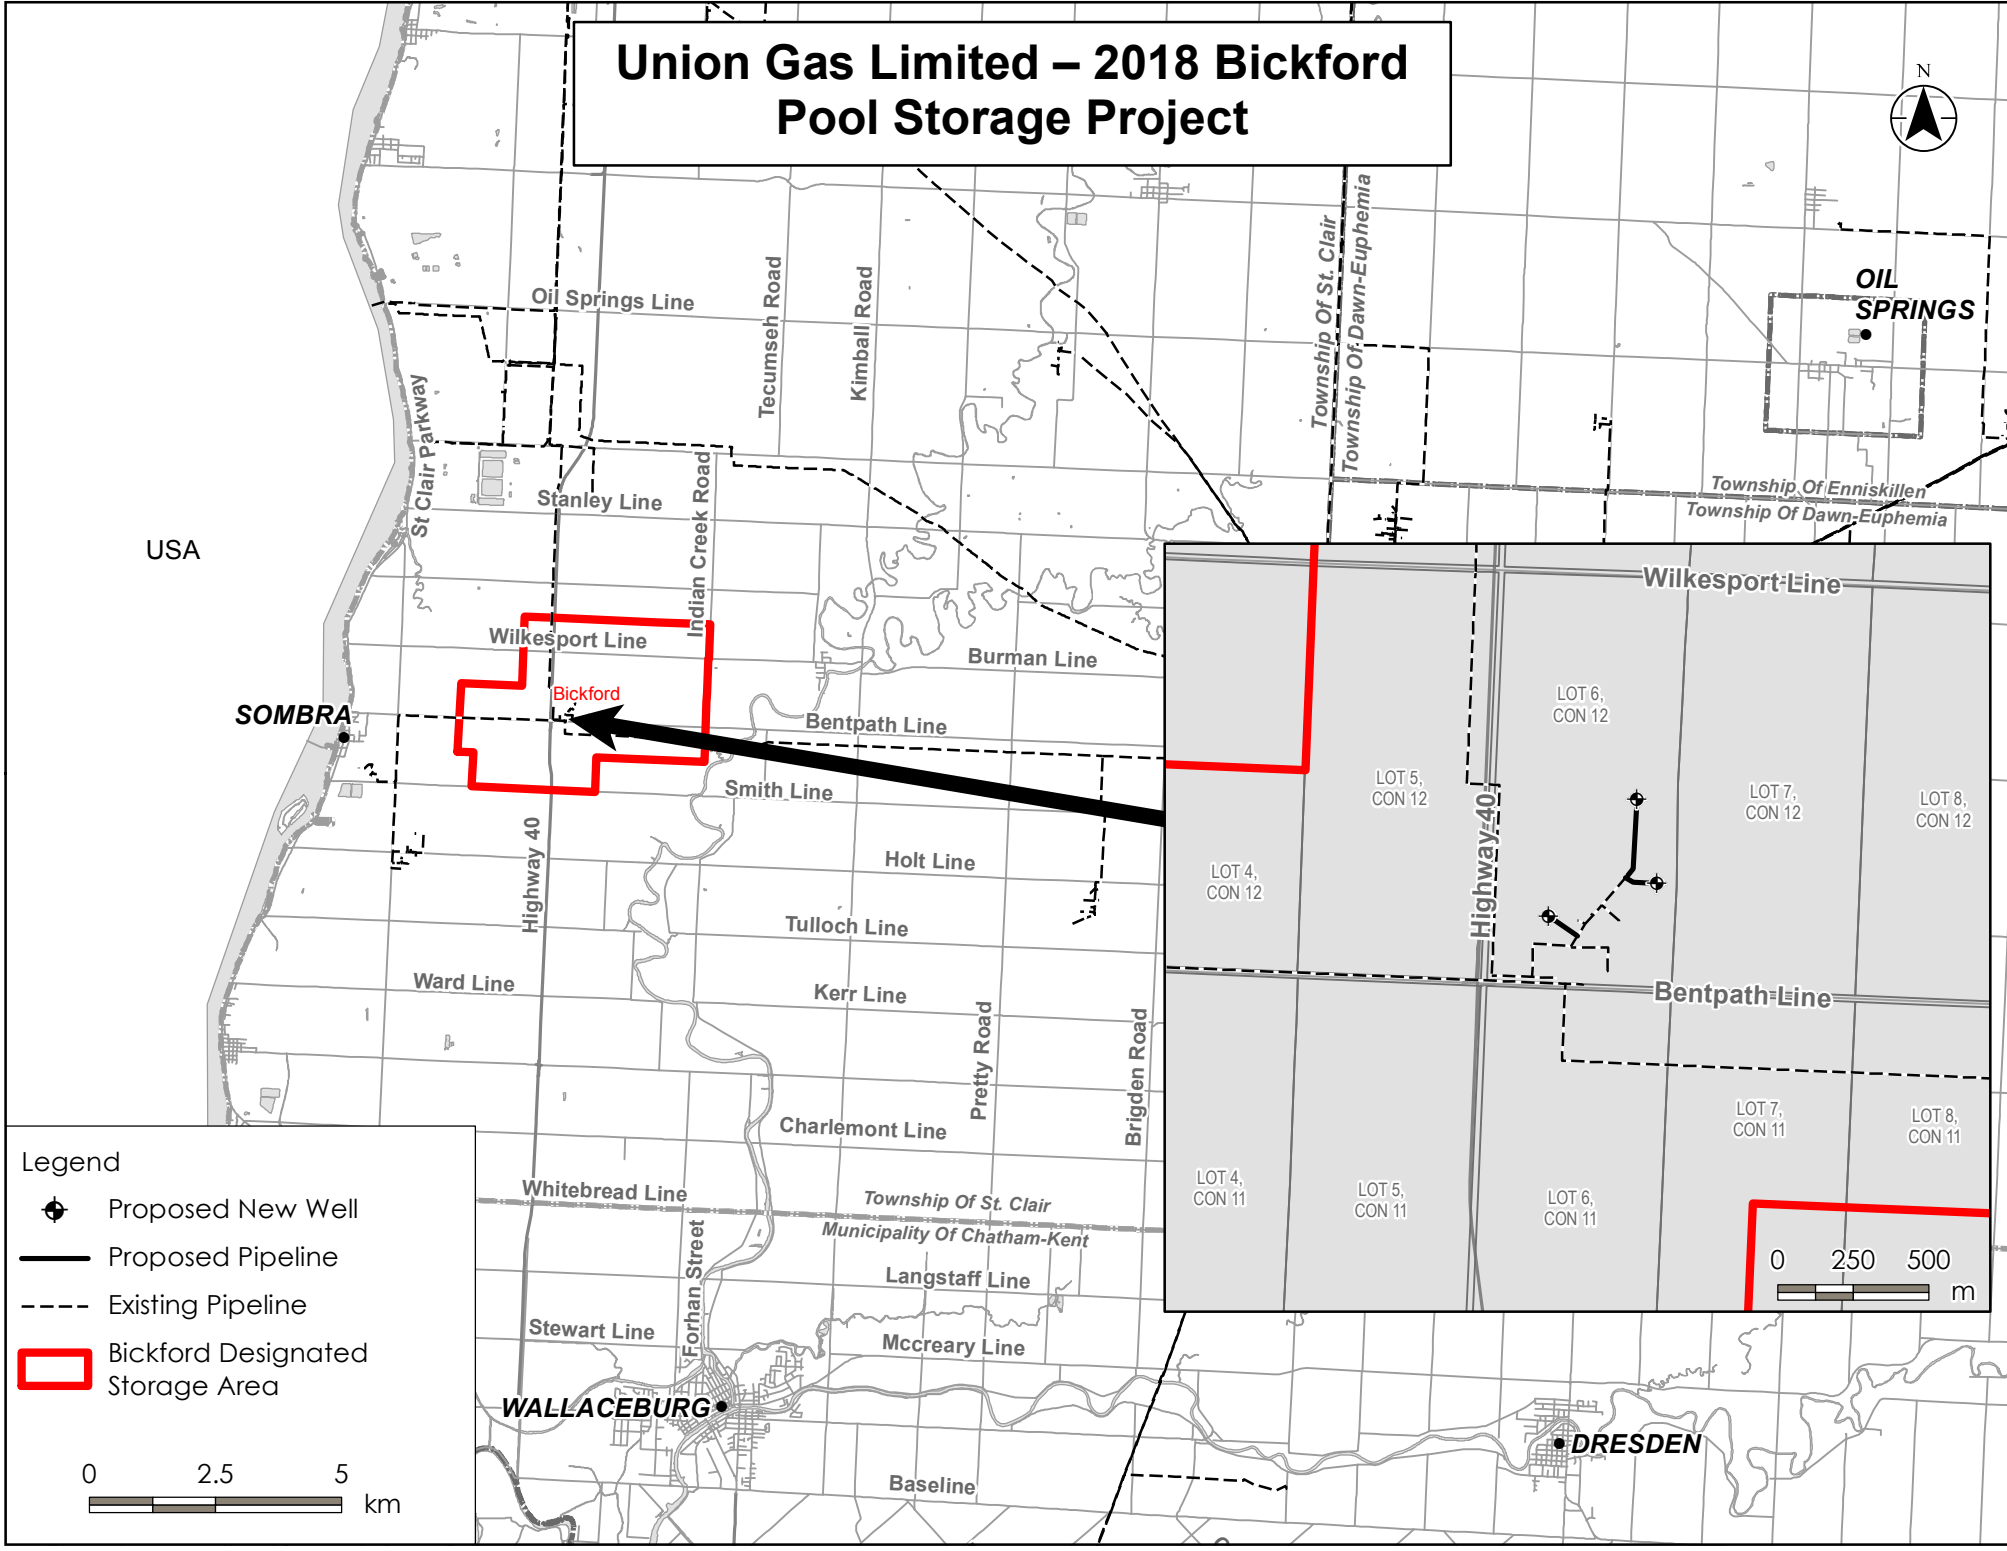 Union Gas Limited – 2018 Bickford
Pool Storage Project
N
Oil Springs Line
Tecumseh Road
Kimball Road
Township Of St. Clair
Township Of Dawn-Euphemia
OIL
SPRINGS
St Clair Parkway
Stanley Line
Indian Creek Road
Township Of Enniskillen
Township Of Dawn-Euphemia
USA
Wilkesport Line
Burman Line
Bickford
SOMBRA
Bentpath Line
Smith Line
Highway 40
Holt Line
Tulloch Line
Ward Line
Kerr Line
Pretty Road
Brigden Road
Charlemont Line
Whitebread Line
Township Of St. Clair
Municipality Of Chatham-Kent
Forhan Street
Langstaff Line
Stewart Line
Mccreary Line
WALLACEBURG
DRESDEN
Baseline
Wilkesport Line
LOT 6,
CON 12
LOT 5,
CON 12
LOT 7,
CON 12
LOT 8,
CON 12
LOT 4,
CON 12
Highway 40
Bentpath Line
LOT 7,
CON 11
LOT 8,
CON 11
LOT 4,
CON 11
LOT 5,
CON 11
LOT 6,
CON 11
0 250 500
m
Legend
Proposed New Well
Proposed Pipeline
Existing Pipeline
Bickford Designated
Storage Area
0 2.5 5
km